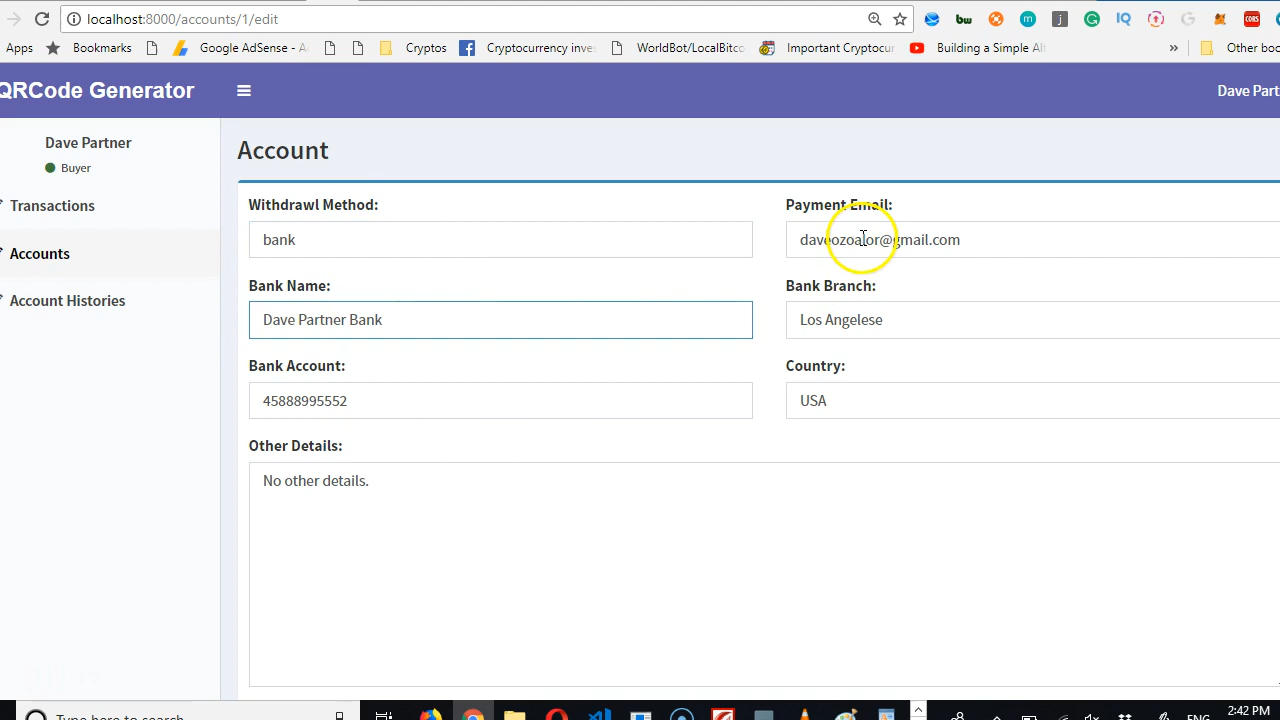 localhost:8000/accounts/1/edit
Apps Bookmarks Google AdSense - A Cryptos Cryptocurrency inve WorldBot/LocalBitco Important Cryptocur Building a Simple Al » Other boo
QRCode Generator Dave Part
Dave Partner
Buyer
Transactions
Accounts
Account Histories
Account
Withdrawl Method: Payment Email:
bank daveozoalor@gmail.com
Bank Name: Bank Branch:
Dave Partner Bank Los Angelese
Bank Account: Country:
45888995552 USA
Other Details:
No other details.
Type here to search ENG 2:42 PM